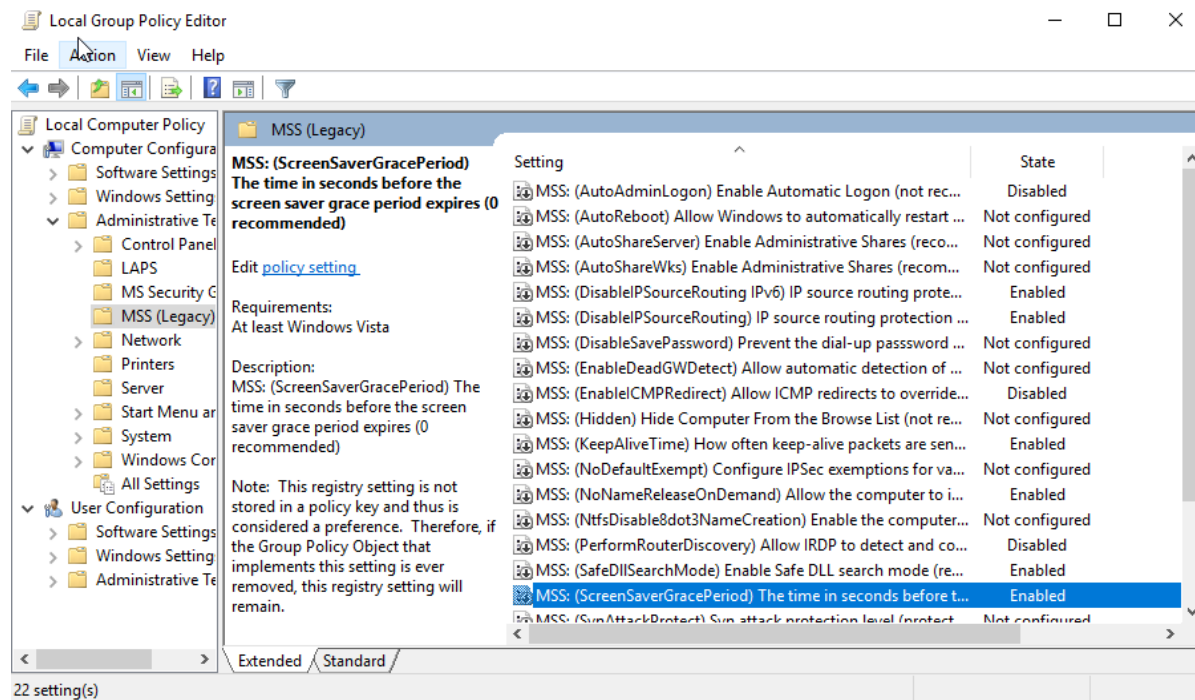 Local Group Policy Editor
File Action View Help
Local Computer Policy
Computer Configura
Software Settings
Windows Setting
Administrative Te
Control Panel
LAPS
MS Security G
MSS (Legacy)
Network
Printers
Server
Start Menu ar
System
Windows Cor
All Settings
User Configuration
Software Settings
Windows Setting
Administrative Te
MSS (Legacy)
MSS: (ScreenSaverGracePeriod)
The time in seconds before the
screen saver grace period expires (0
recommended)
Edit policy setting
Requirements:
At least Windows Vista
Description:
MSS: (ScreenSaverGracePeriod) The
time in seconds before the screen
saver grace period expires (0
recommended)
Note: This registry setting is not
stored in a policy key and thus is
considered a preference. Therefore, if
the Group Policy Object that
implements this setting is ever
removed, this registry setting will
remain.
Setting State
MSS: (AutoAdminLogon) Enable Automatic Logon (not rec... Disabled
MSS: (AutoReboot) Allow Windows to automatically restart ... Not configured
MSS: (AutoShareServer) Enable Administrative Shares (reco... Not configured
MSS: (AutoShareWks) Enable Administrative Shares (recom... Not configured
MSS: (DisableIPSourceRouting IPv6) IP source routing prote... Enabled
MSS: (DisableIPSourceRouting) IP source routing protection ... Enabled
MSS: (DisableSavePassword) Prevent the dial-up passsword ... Not configured
MSS: (EnableDeadGWDetect) Allow automatic detection of ... Not configured
MSS: (EnableICMPRedirect) Allow ICMP redirects to override... Disabled
MSS: (Hidden) Hide Computer From the Browse List (not re... Not configured
MSS: (KeepAliveTime) How often keep-alive packets are sen... Enabled
MSS: (NoDefaultExempt) Configure IPSec exemptions for va... Not configured
MSS: (NoNameReleaseOnDemand) Allow the computer to i... Enabled
MSS: (NtfsDisable8dot3NameCreation) Enable the computer... Not configured
MSS: (PerformRouterDiscovery) Allow IRDP to detect and co... Disabled
MSS: (SafeDllSearchMode) Enable Safe DLL search mode (re... Enabled
MSS: (ScreenSaverGracePeriod) The time in seconds before t... Enabled
MSS: (SynAttackProtect) Syn attack protection level (protect... Not configured
Extended Standard
22 setting(s)